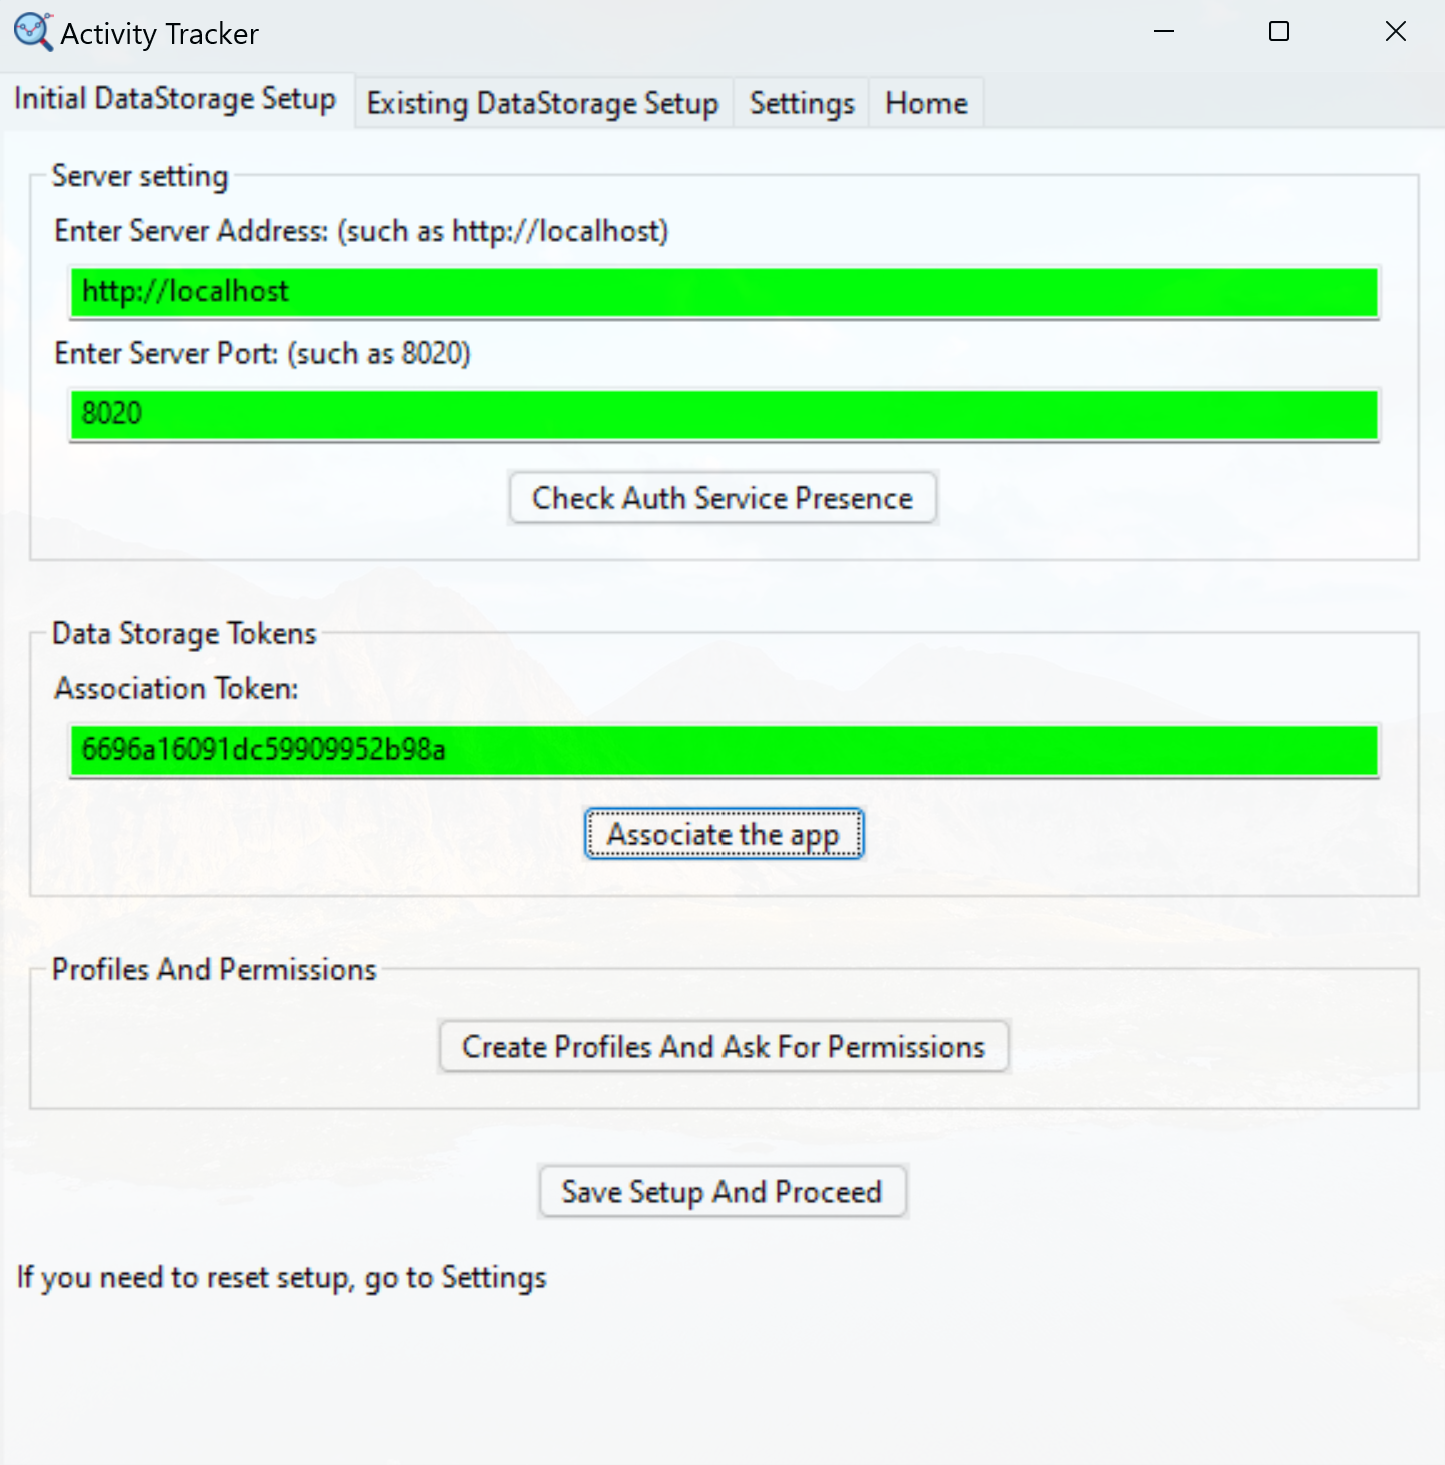 Activity Tracker
Initial DataStorage Setup Existing DataStorage Setup Settings Home
Server setting
Enter Server Address: (such as http://localhost)
http://localhost
Enter Server Port: (such as 8020)
8020
Check Auth Service Presence
Data Storage Tokens
Association Token:
6696a16091dc59909952b98a
Associate the app
Profiles And Permissions
Create Profiles And Ask For Permissions
Save Setup And Proceed
If you need to reset setup, go to Settings